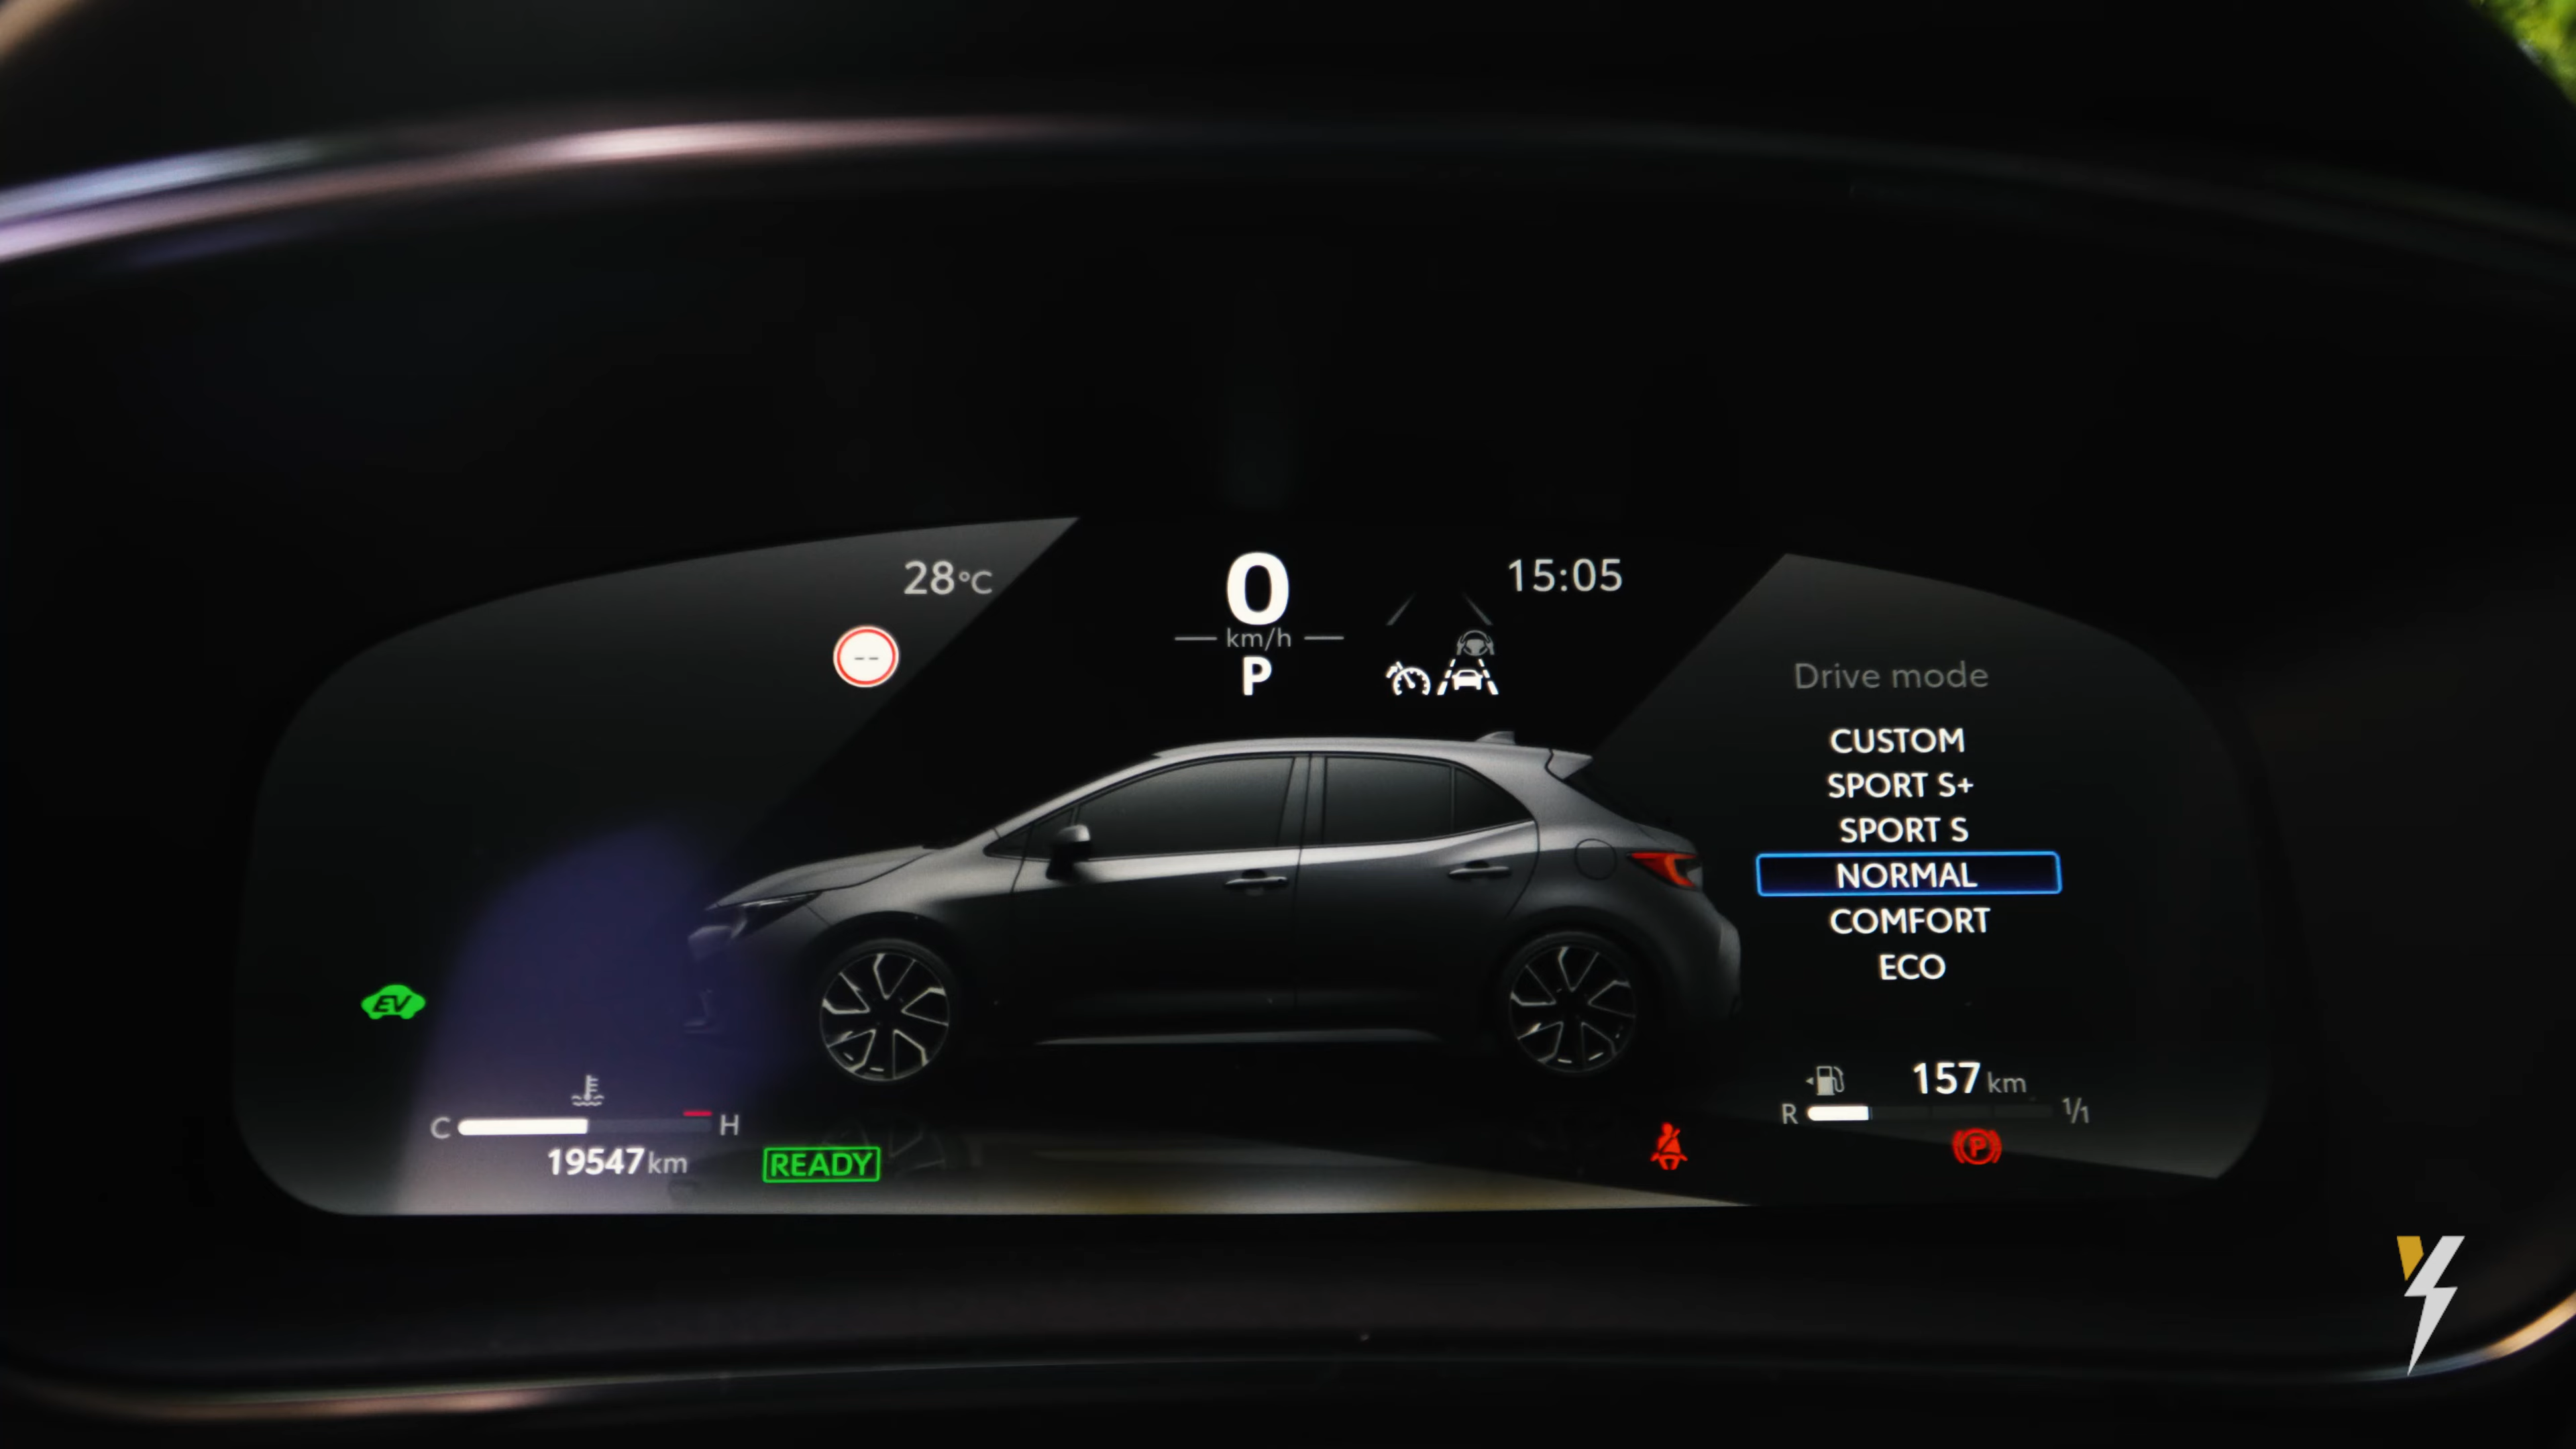 28°C
0
km/h
P
15:05
--
Drive mode
CUSTOM
SPORT S+
SPORT S
NORMAL
COMFORT
ECO
EV
C
H
19547 km
READY
157 km
R
1/1
P